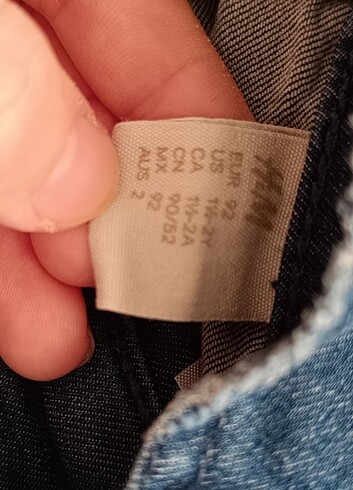 H&M
EUR 92
US 1½-2Y
CA 1½-2A
CN 90/52
MX 92
AUS 2